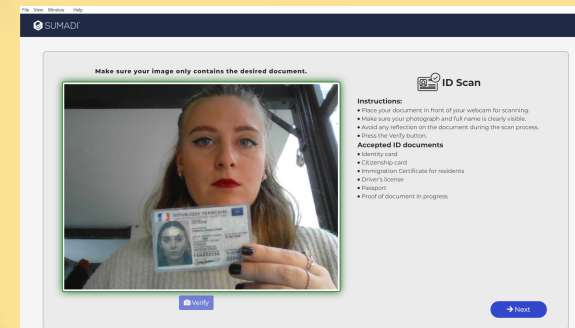 File View Window Help
SUMADI
Make sure your image only contains the desired document.
RÉPUBLIQUE FRANÇAISE
Verify
ID Scan
Instructions:
• Place your document in front of your webcam for scanning.
• Make sure your photograph and full name is clearly visible.
• Avoid any reflection on the document during the scan process.
• Press the Verify button.
Accepted ID documents
• Identity card
• Citizenship card
• Immigration Certificate for residents
• Driver's license
• Passport
• Proof of document in progress
→ Next